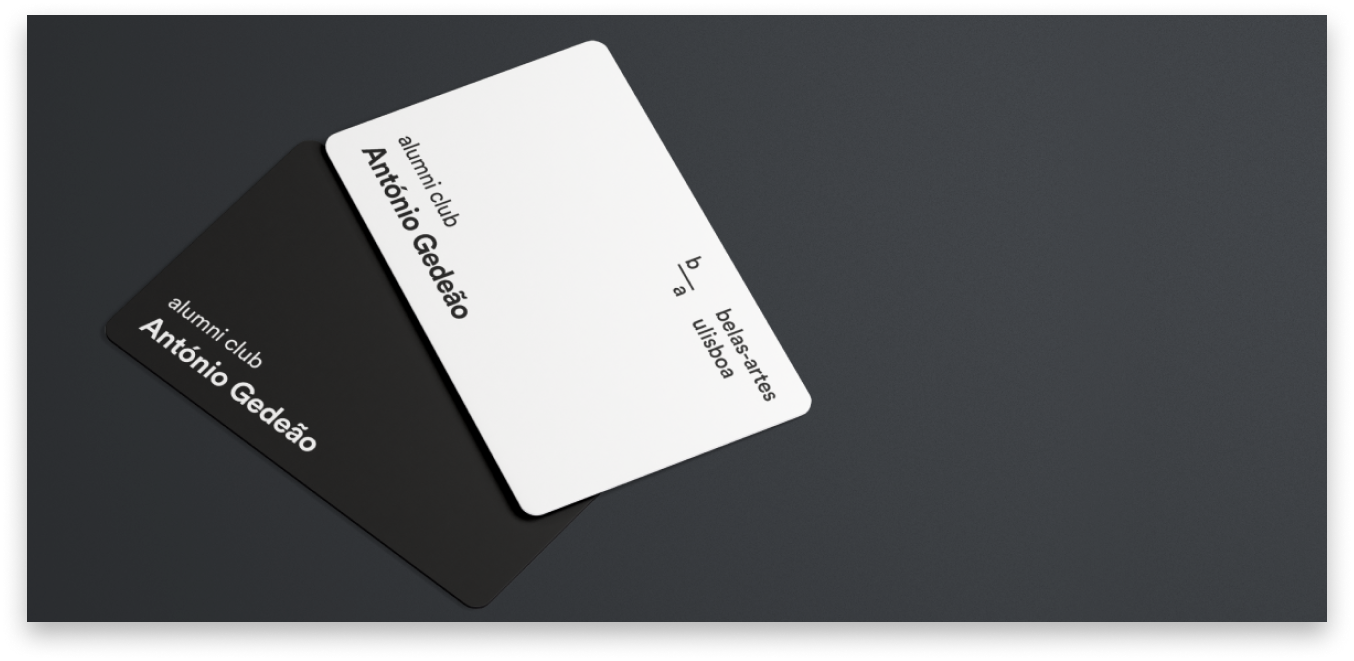 alumni club
António Gedeão
b
a
belas-artes
ulisboa
alumni club
António Gedeão